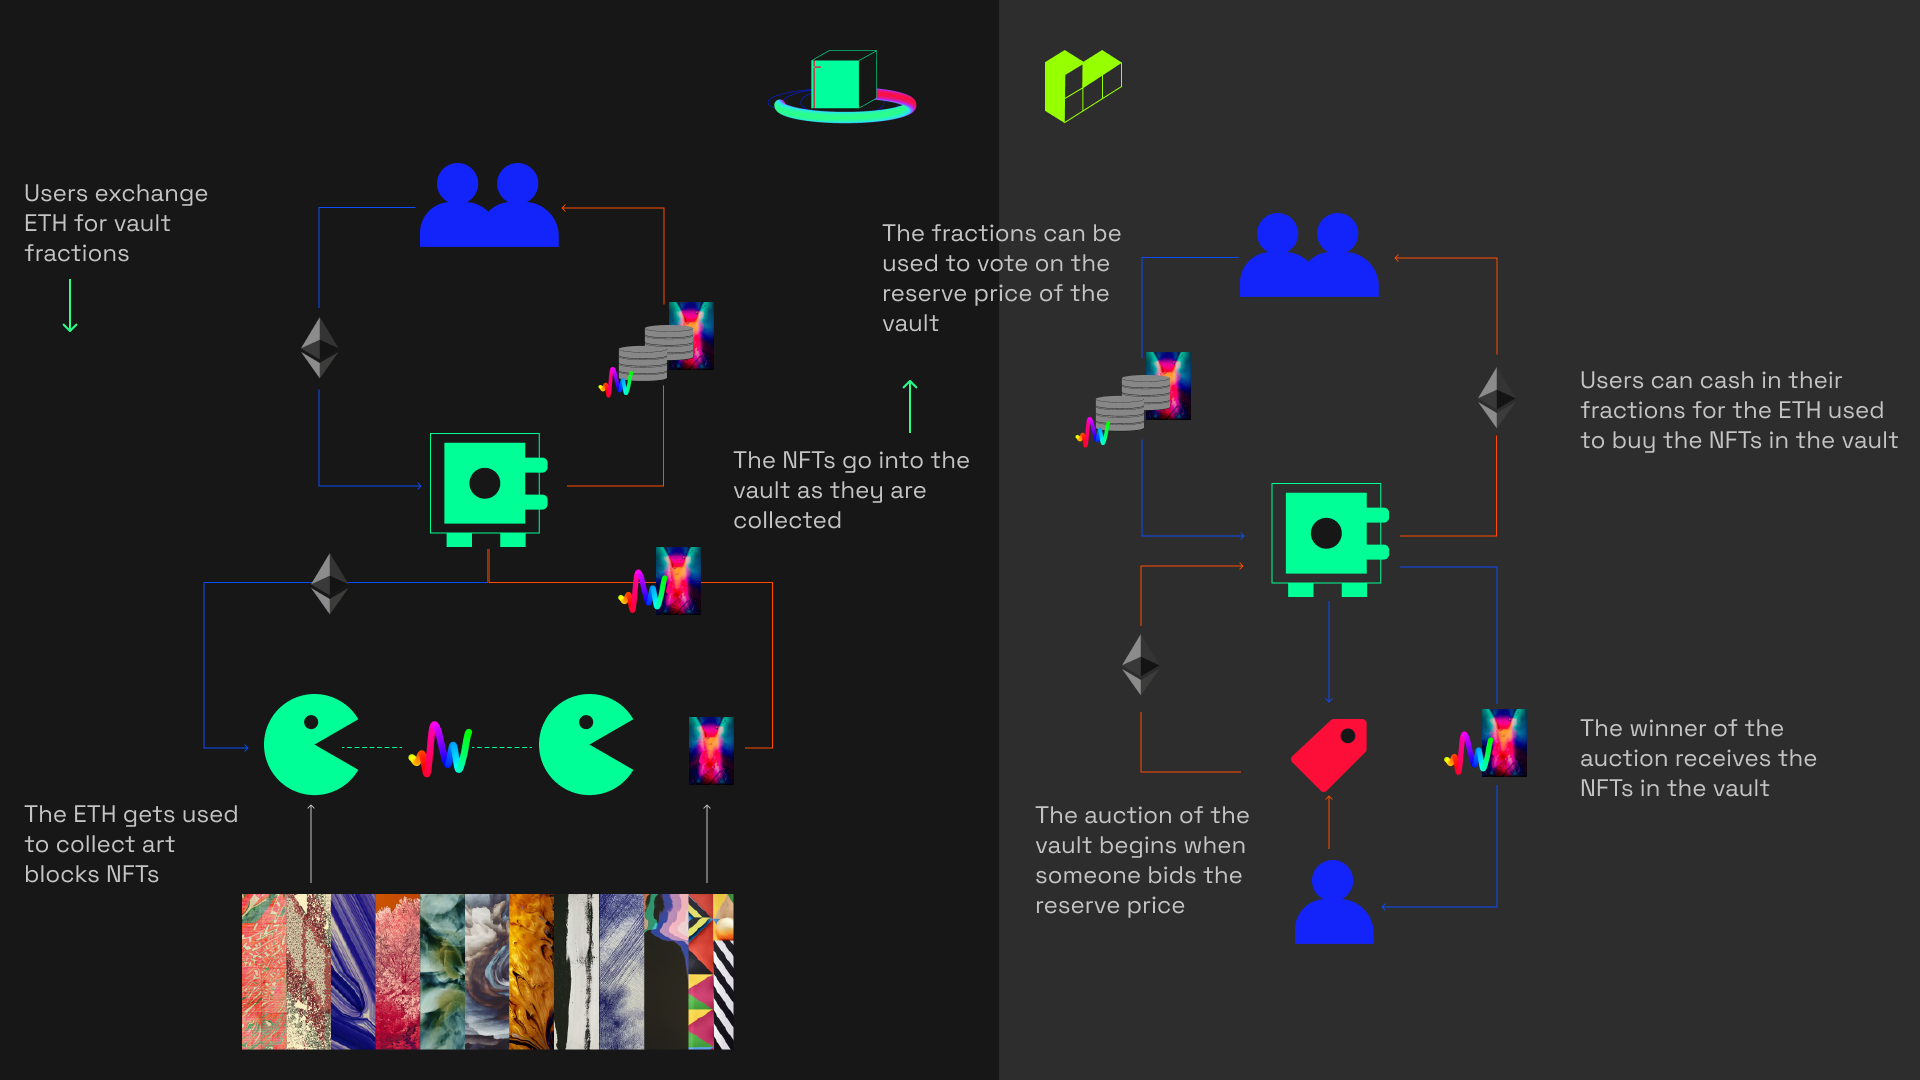 Users exchange
ETH for vault
fractions
The NFTs go into the
vault as they are
collected
The ETH gets used
to collect art
blocks NFTs
The fractions can be
used to vote on the
reserve price of the
vault
Users can cash in their
fractions for the ETH used
to buy the NFTs in the vault
The auction of the
vault begins when
someone bids the
reserve price
The winner of the
auction receives the
NFTs in the vault